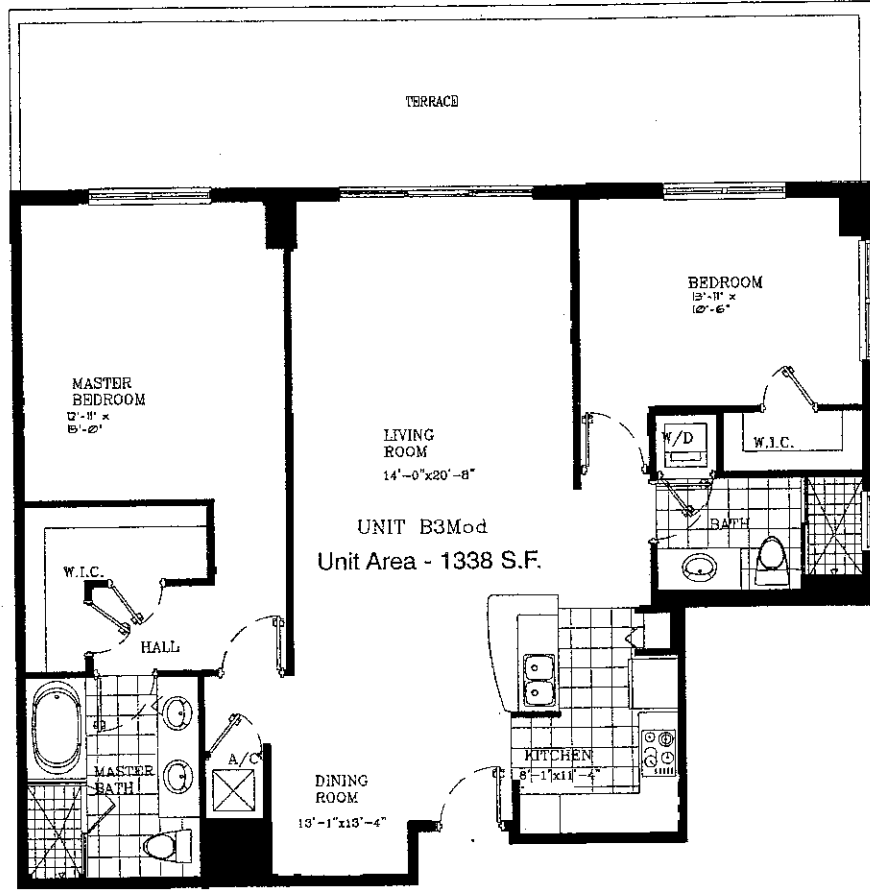 TERRACE
BEDROOM
13'-11" x
10'-6"
MASTER
BEDROOM
12'-11" x
15'-0"
LIVING
ROOM
14'-0"x20'-8"
W/D
W.I.C.
UNIT B3Mod
BATH
Unit Area - 1338 S.F.
W.I.C.
HALL
A/C
KITCHEN
8'-1"x11'-4"
MASTER
BATH
DINING
ROOM
13'-1"x13'-4"